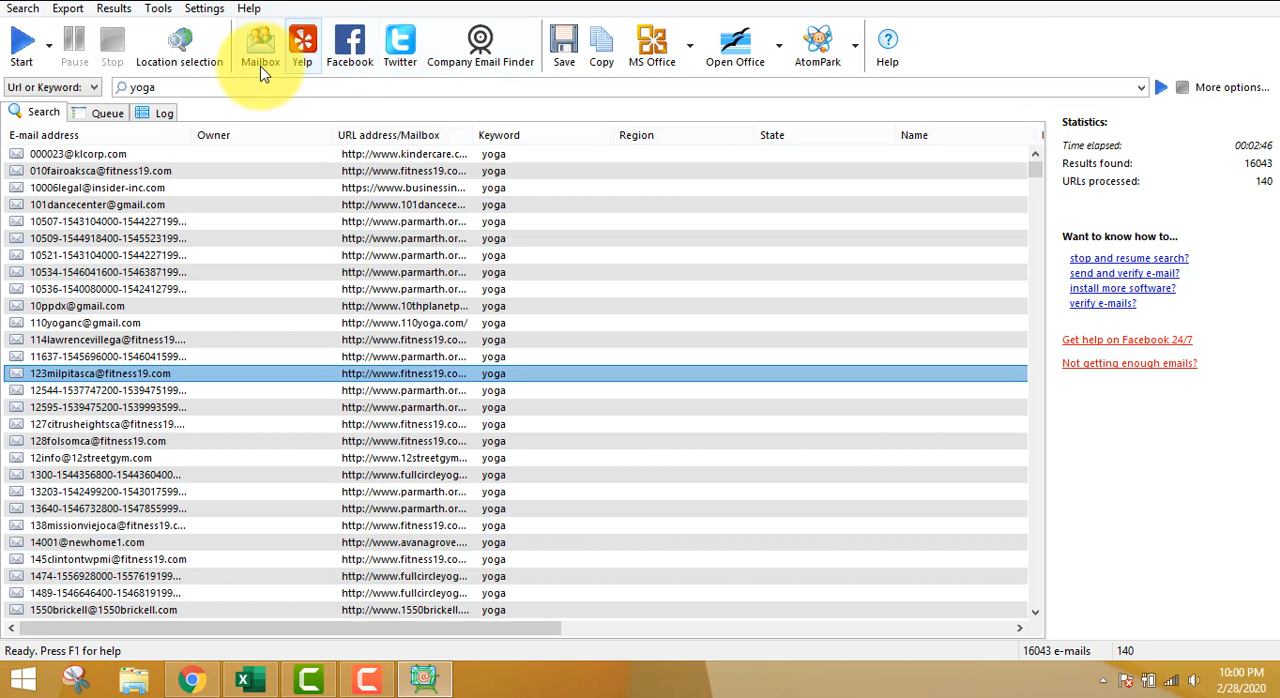 Search Export Results Tools Settings Help
Start Pause Stop Location selection Mailbox Yelp Facebook Twitter Company Email Finder Save Copy MS Office Open Office AtomPark Help
Url or Keyword: yoga More options...
Search Queue Log
E-mail address Owner URL address/Mailbox Keyword Region State Name
000023@klcorp.com http://www.kindercare.c... yoga
010fairoaksca@fitness19.com http://www.fitness19.co... yoga
10006legal@insider-inc.com https://www.businessin... yoga
101dancecenter@gmail.com http://www.101dancece... yoga
10507-1543104000-1544227199... http://www.parmarth.or... yoga
10509-1544918400-1545523199... http://www.parmarth.or... yoga
10521-1543104000-1544227199... http://www.parmarth.or... yoga
10534-1546041600-1546387199... http://www.parmarth.or... yoga
10536-1540080000-1542412799... http://www.parmarth.or... yoga
10ppdx@gmail.com http://www.10thplanetp... yoga
110yoganc@gmail.com http://www.110yoga.com/ yoga
114lawrencevillega@fitness19.... http://www.fitness19.co... yoga
11637-1545696000-1546041599... http://www.parmarth.or... yoga
123milpitasca@fitness19.com http://www.fitness19.co... yoga
12544-1537747200-1539475199... http://www.parmarth.or... yoga
12595-1539475200-1539993599... http://www.parmarth.or... yoga
127citrusheightsca@fitness19.... http://www.fitness19.co... yoga
128folsomca@fitness19.com http://www.fitness19.co... yoga
12info@12streetgym.com http://www.12streetgym... yoga
1300-1544356800-1544360400... http://www.fullcircleyog... yoga
13203-1542499200-1543017599... http://www.parmarth.or... yoga
13640-1546732800-1547855999... http://www.parmarth.or... yoga
138missionviejoca@fitness19.c... http://www.fitness19.co... yoga
14001@newhome1.com http://www.avanagrove.... yoga
145clintontwpmi@fitness19.com http://www.fitness19.co... yoga
1474-1556928000-1557619199... http://www.fullcircleyog... yoga
1489-1546646400-1547596799... http://www.fullcircleyog... yoga
1550brickell@1550brickell.com http://www.1550brickell.... yoga
Statistics:
Time elapsed: 00:02:46
Results found: 16043
URLs processed: 140
Want to know how to...
stop and resume search?
send and verify e-mail?
install more software?
verify e-mails?
Get help on Facebook 24/7
Not getting enough emails?
Ready. Press F1 for help 16043 e-mails 140
10:00 PM
2/28/2020